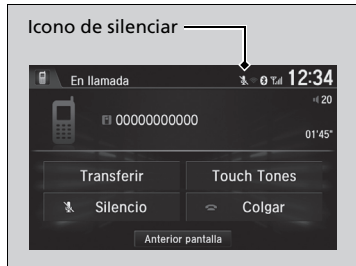 Icono de silenciar
En llamada 12:34
20
00000000000
01'45"
Transferir Touch Tones
Silencio Colgar
Anterior pantalla